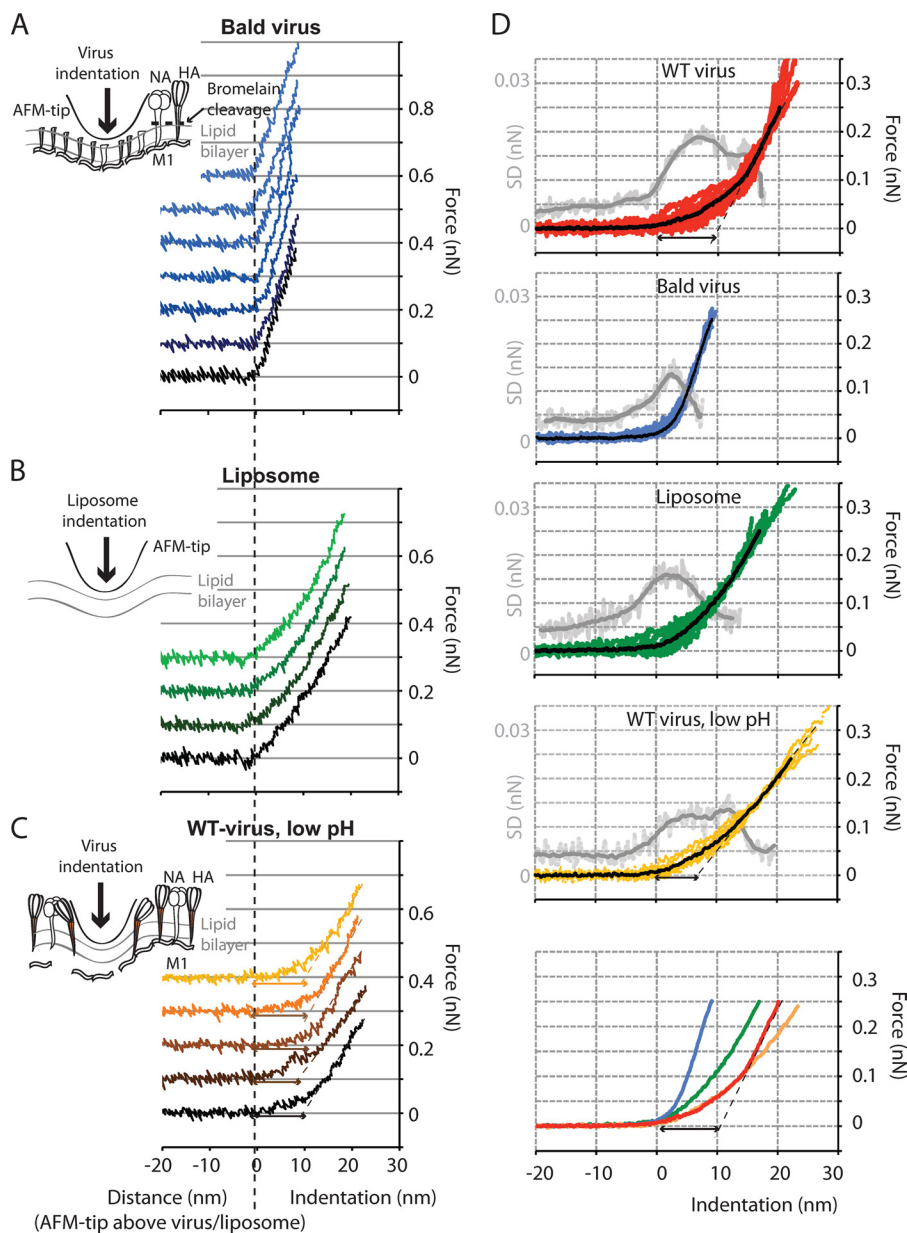 A
Bald virus
Virus
indentation
NA
HA
AFM-tip
Bromelain
cleavage
Lipid
bilayer
M1
0.8
0.6
0.4
0.2
0
Force (nN)
B
Liposome
Liposome
indentation
AFM-tip
Lipid
bilayer
0.6
0.4
0.2
0
Force (nN)
C
WT-virus, low pH
Virus
indentation
NA
HA
Lipid
bilayer
M1
0.6
0.4
0.2
0
Force (nN)
-20
-10
0
10
20
30
Distance (nm)
Indentation (nm)
(AFM-tip above virus/liposome)
D
WT virus
0.03
SD (nN)
0
0.3
0.2
0.1
0
Force (nN)
Bald virus
0.03
SD (nN)
0
0.3
0.2
0.1
0
Liposome
0.03
SD (nN)
0
0.3
0.2
0.1
0
Force (nN)
WT virus, low pH
0.03
SD (nN)
0
0.3
0.2
0.1
0
Force (nN)
0.3
0.2
0.1
0
Force (nN)
-20
-10
0
10
20
30
Indentation (nm)